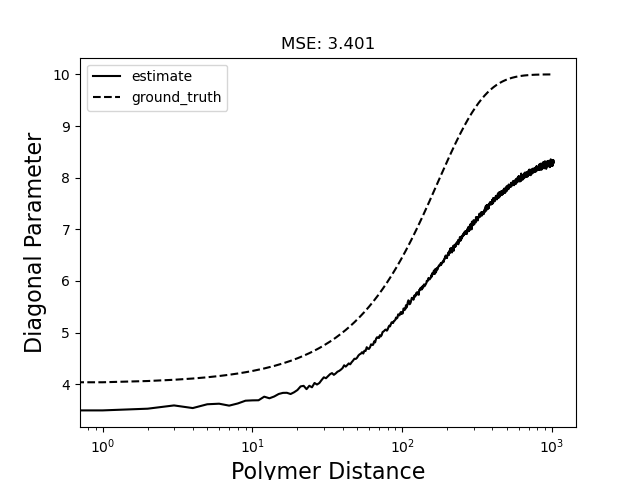 MSE: 3.401
estimate
ground_truth
10
9
8
7
6
5
4
Diagonal Parameter
10⁰ 10¹ 10² 10³
Polymer Distance